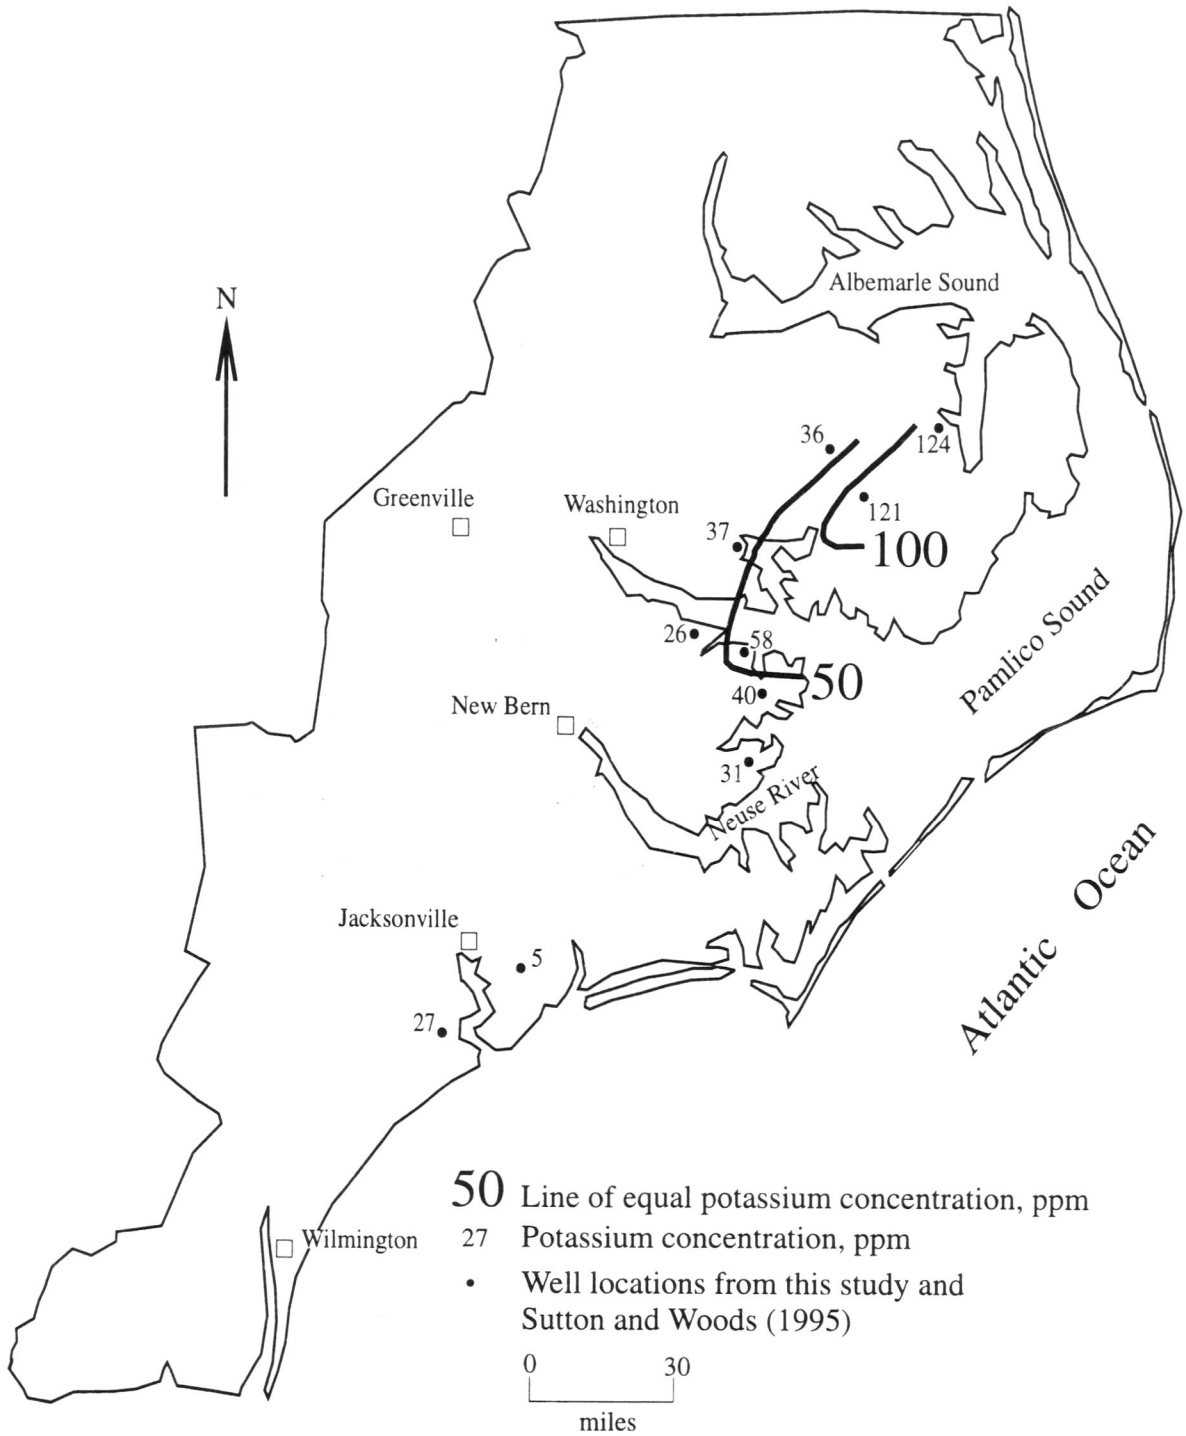 Albemarle Sound
N
36
124
Greenville
Washington
121
37
100
26
58
50
40
Pamlico Sound
New Bern
31
Neuse River
Atlantic Ocean
Jacksonville
5
27
50 Line of equal potassium concentration, ppm
27 Potassium concentration, ppm
• Well locations from this study and
Sutton and Woods (1995)
Wilmington
0 30
miles